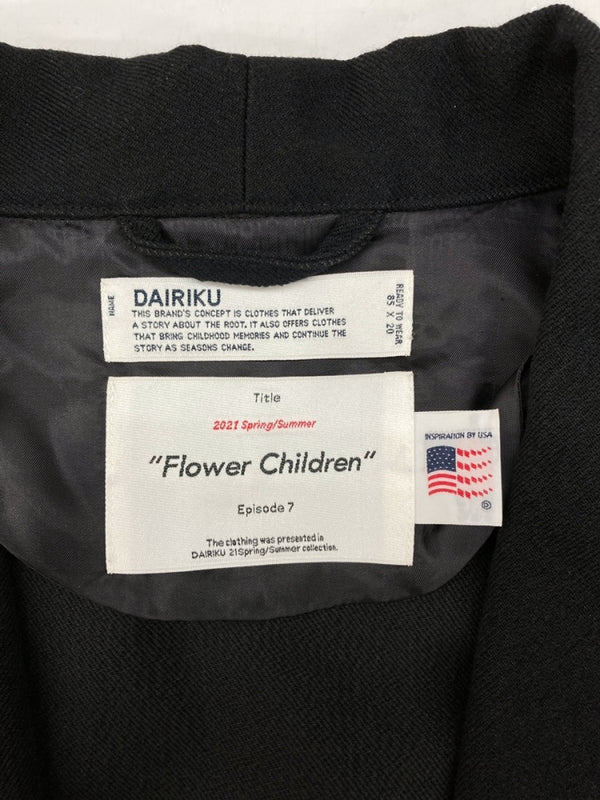 NAME
DAIRIKU
THIS BRAND'S CONCEPT IS CLOTHES THAT DELIVER
A STORY ABOUT THE ROOT. IT ALSO OFFERS CLOTHES
THAT BRING CHILDHOOD MEMORIES AND CONTINUE THE
STORY AS SEASONS CHANGE.
READY TO WEAR
85 X 20
Title
2021 Spring/Summer
"Flower Children"
Episode 7
The clothing was presented in
DAIRIKU 21Spring/Summer collection.
INSPIRATION BY USA